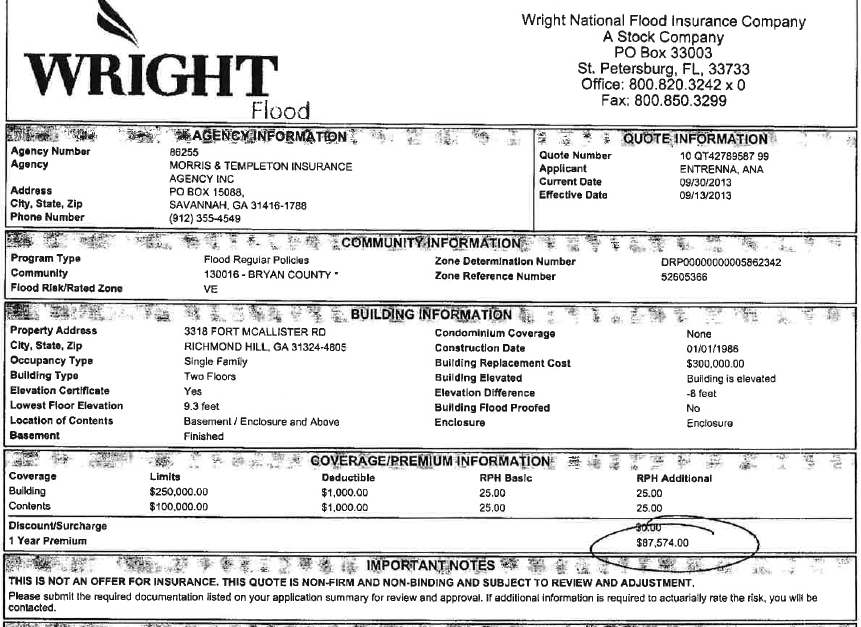 WRIGHT
Flood
Wright National Flood Insurance Company
A Stock Company
PO Box 33003
St. Petersburg, FL, 33733
Office: 800.820.3242 x 0
Fax: 800.850.3299
AGENCY INFORMATION
Agency Number 86255
Agency MORRIS & TEMPLETON INSURANCE
AGENCY INC
Address PO BOX 15088,
City, State, Zip SAVANNAH, GA 31416-1788
Phone Number (912) 355-4549
QUOTE INFORMATION
Quote Number 10 QT42789587 99
Applicant ENTRENNA, ANA
Current Date 09/30/2013
Effective Date 09/13/2013
COMMUNITY INFORMATION
Program Type Flood Regular Policies Zone Determination Number DRP00000000005862342
Community 130016 - BRYAN COUNTY * Zone Reference Number 52605366
Flood Risk/Rated Zone VE
BUILDING INFORMATION
Property Address 3318 FORT MCALLISTER RD Condominium Coverage None
City, State, Zip RICHMOND HILL, GA 31324-4805 Construction Date 01/01/1986
Occupancy Type Single Family Building Replacement Cost $300,000.00
Building Type Two Floors Building Elevated Building is elevated
Elevation Certificate Yes Elevation Difference -8 feet
Lowest Floor Elevation 9.3 feet Building Flood Proofed No
Location of Contents Basement / Enclosure and Above Enclosure Enclosure
Basement Finished
COVERAGE/PREMIUM INFORMATION
Coverage Limits Deductible RPH Basic RPH Additional
Building $250,000.00 $1,000.00 25.00 25.00
Contents $100,000.00 $1,000.00 25.00 25.00
Discount/Surcharge $0.00
1 Year Premium $87,574.00
IMPORTANT NOTES
THIS IS NOT AN OFFER FOR INSURANCE. THIS QUOTE IS NON-FIRM AND NON-BINDING AND SUBJECT TO REVIEW AND ADJUSTMENT.
Please submit the required documentation listed on your application summary for review and approval. If additional information is required to actuarially rate the risk, you will be
contacted.